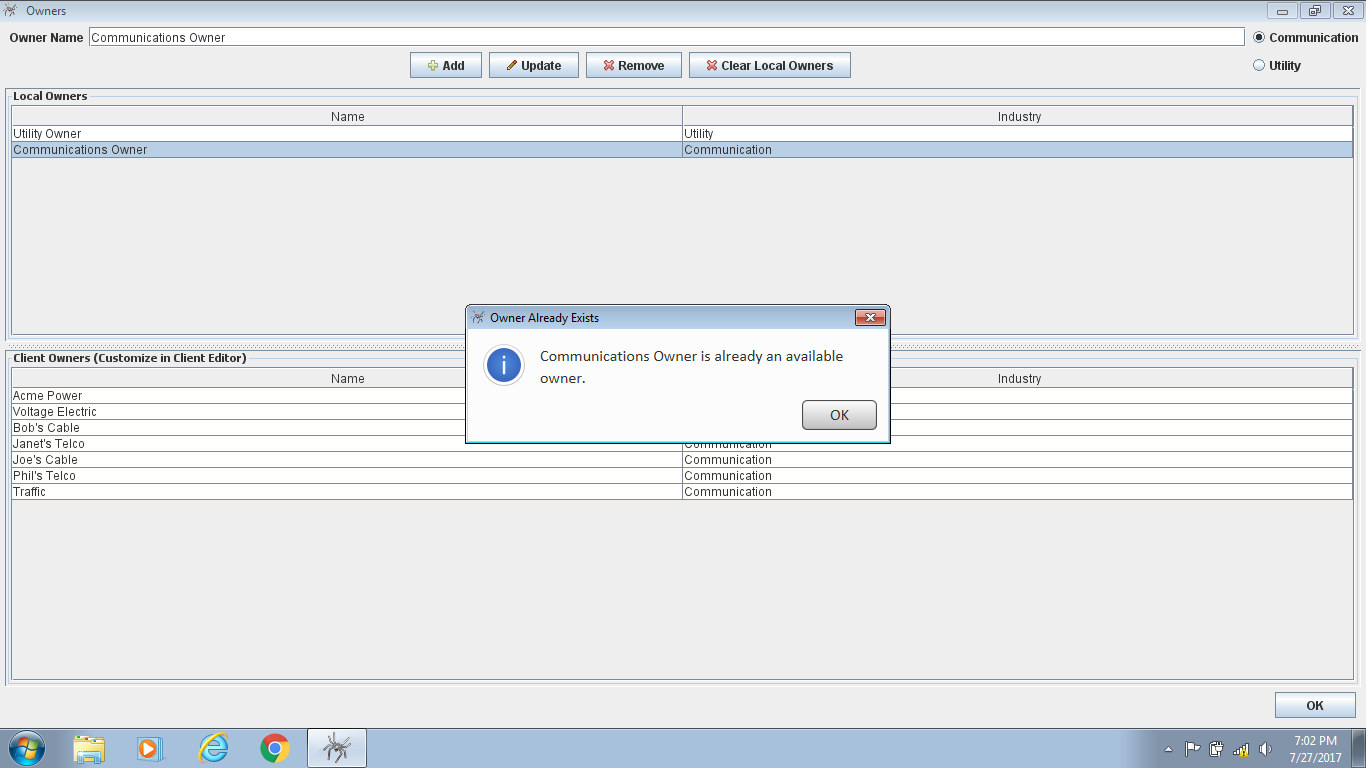 Owners
Owner Name Communications Owner Communication
Add Update Remove Clear Local Owners Utility
Local Owners
Name Industry
Utility Owner Utility
Communications Owner Communication
Owner Already Exists
Communications Owner is already an available
owner.
OK
Client Owners (Customize in Client Editor)
Name Industry
Acme Power
Voltage Electric
Bob's Cable
Janet's Telco Communication
Joe's Cable Communication
Phil's Telco Communication
Traffic Communication
OK
7:02 PM
7/27/2017